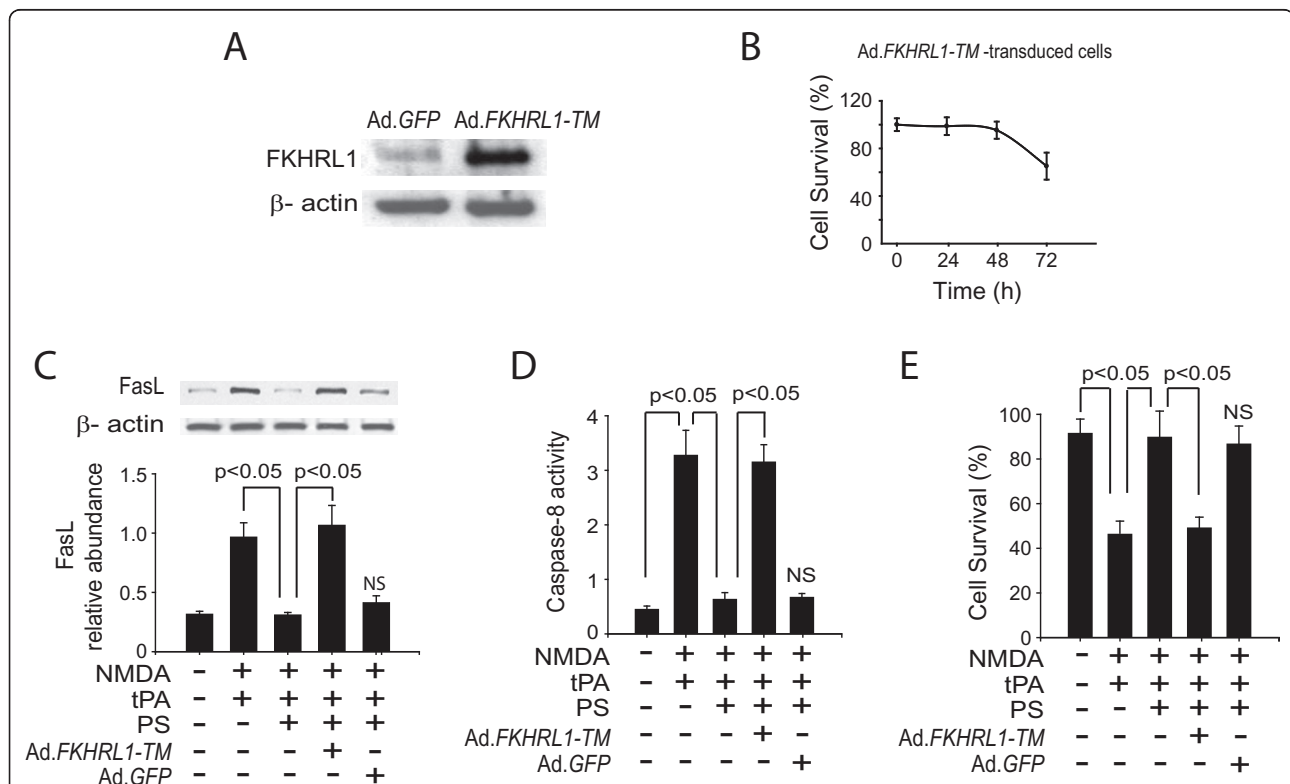 A
Ad.GFP Ad.FKHRL1-TM
FKHRL1
β- actin
B
Ad.FKHRL1-TM -transduced cells
Cell Survival (%)
120
80
40
0
0 24 48 72
Time (h)
C
FasL
β- actin
FasL
relative abundance
1.5
1.0
0.5
0
p<0.05 p<0.05
NS
NMDA - + + + +
tPA - + + + +
PS - - + + +
Ad.FKHRL1-TM - - - +
Ad.GFP - - - - +
D
Caspase-8 activity
4
3
2
1
0
p<0.05 p<0.05
p<0.05
NS
NMDA - + + + +
tPA - + + + +
PS - - + + +
Ad.FKHRL1-TM - - - +
Ad.GFP - - - - +
E
Cell Survival (%)
100
80
60
40
20
0
p<0.05 p<0.05
p<0.05
NS
NMDA - + + + +
tPA - + + + +
PS - - + + +
Ad.FKHRL1-TM - - - +
Ad.GFP - - - - +